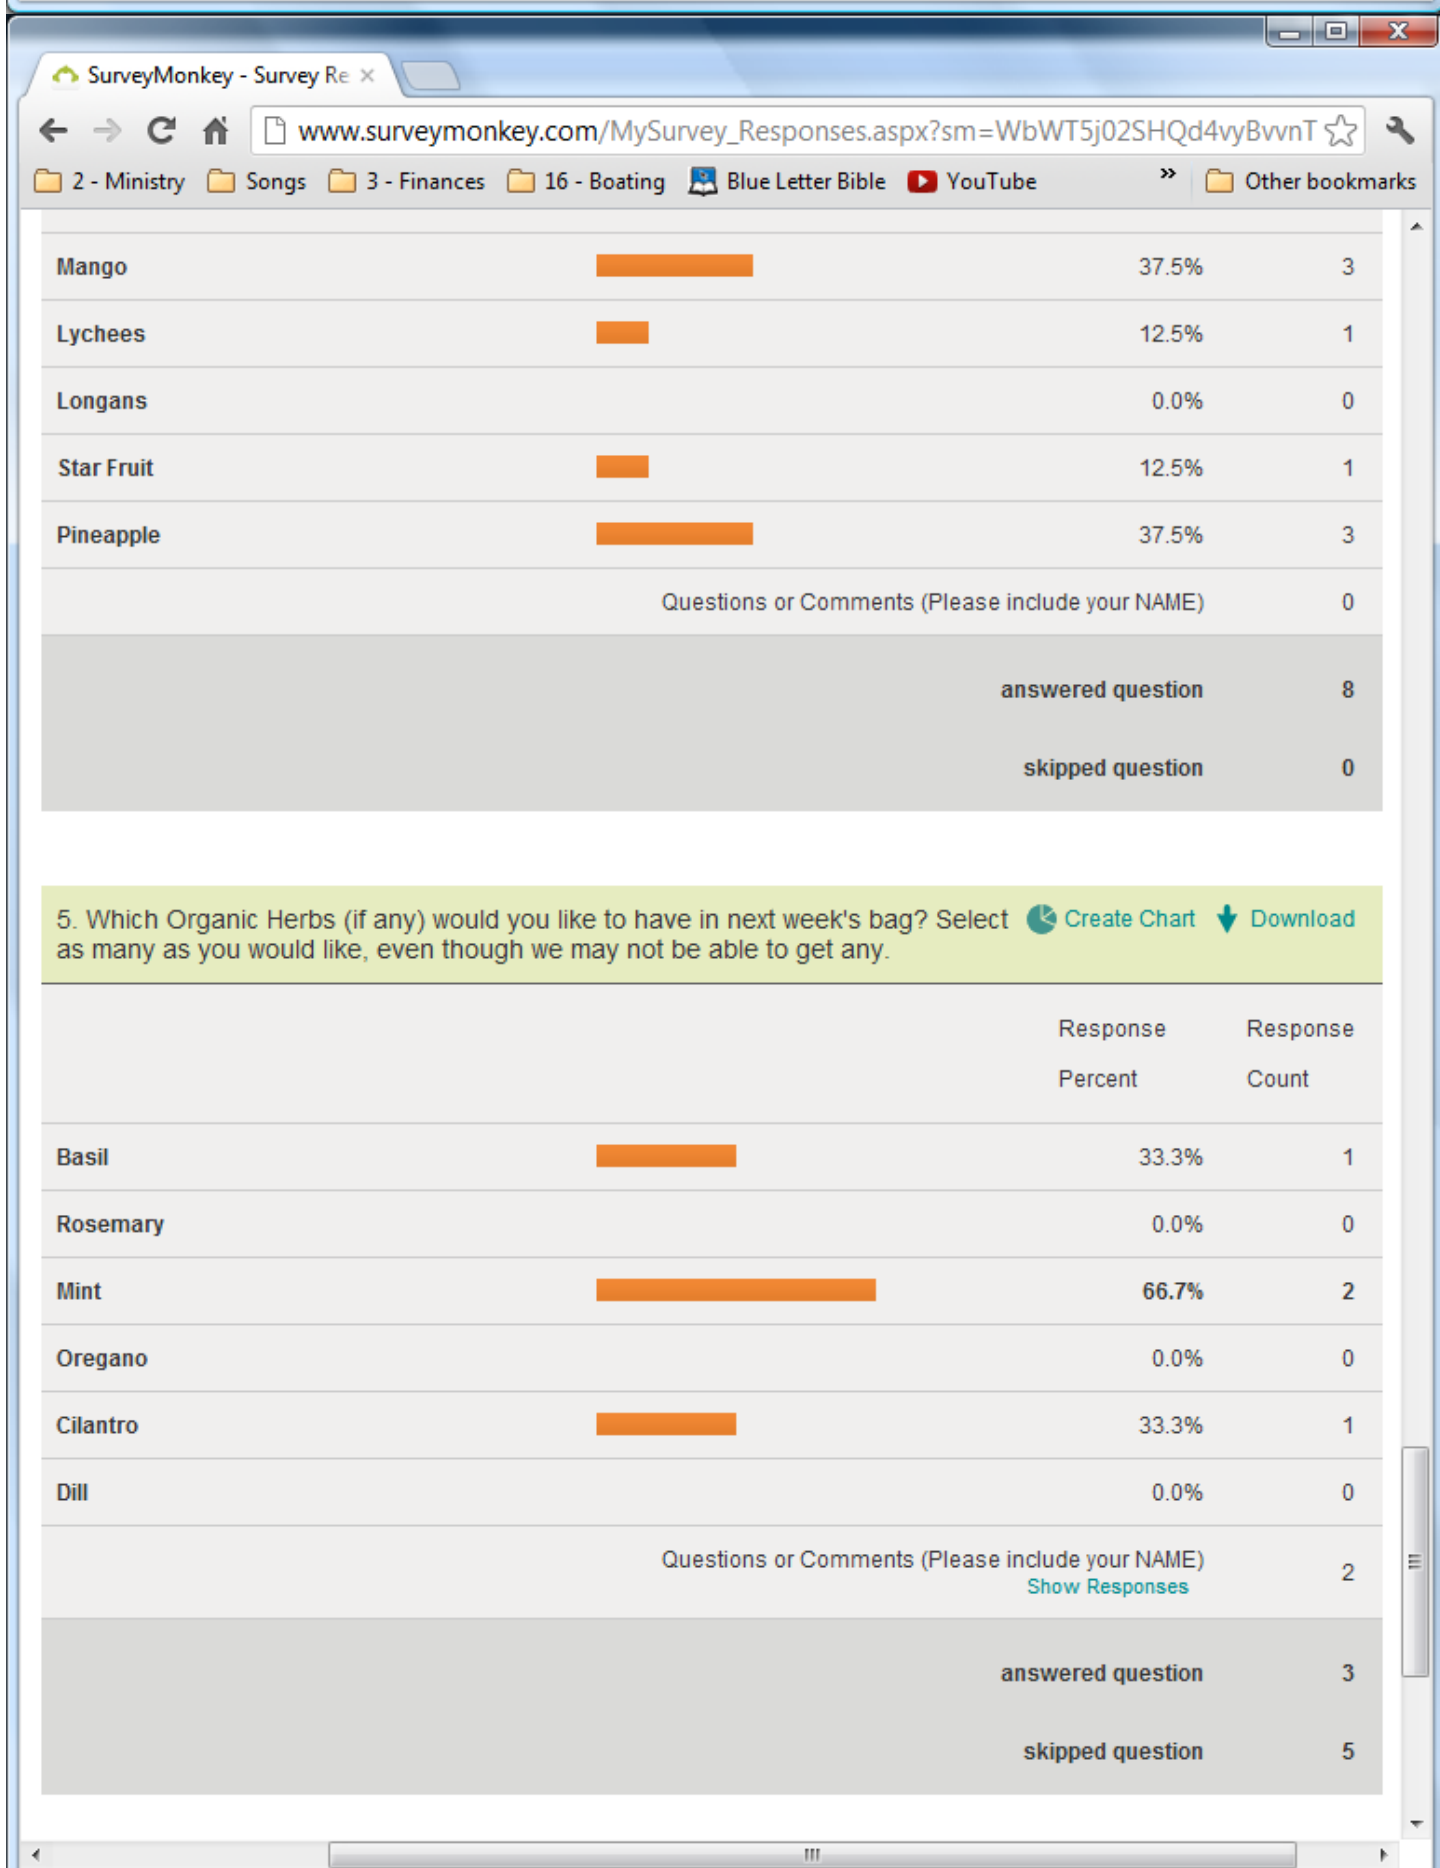 SurveyMonkey - Survey Re
www.surveymonkey.com/MySurvey_Responses.aspx?sm=WbWT5j02SHQd4vyBvvnT
2 - Ministry Songs 3 - Finances 16 - Boating Blue Letter Bible YouTube » Other bookmarks
Mango 37.5% 3
Lychees 12.5% 1
Longans 0.0% 0
Star Fruit 12.5% 1
Pineapple 37.5% 3
Questions or Comments (Please include your NAME) 0
answered question 8
skipped question 0
5. Which Organic Herbs (if any) would you like to have in next week's bag? Select Create Chart Download
as many as you would like, even though we may not be able to get any.
Response Response
Percent Count
Basil 33.3% 1
Rosemary 0.0% 0
Mint 66.7% 2
Oregano 0.0% 0
Cilantro 33.3% 1
Dill 0.0% 0
Questions or Comments (Please include your NAME) 2
Show Responses
answered question 3
skipped question 5